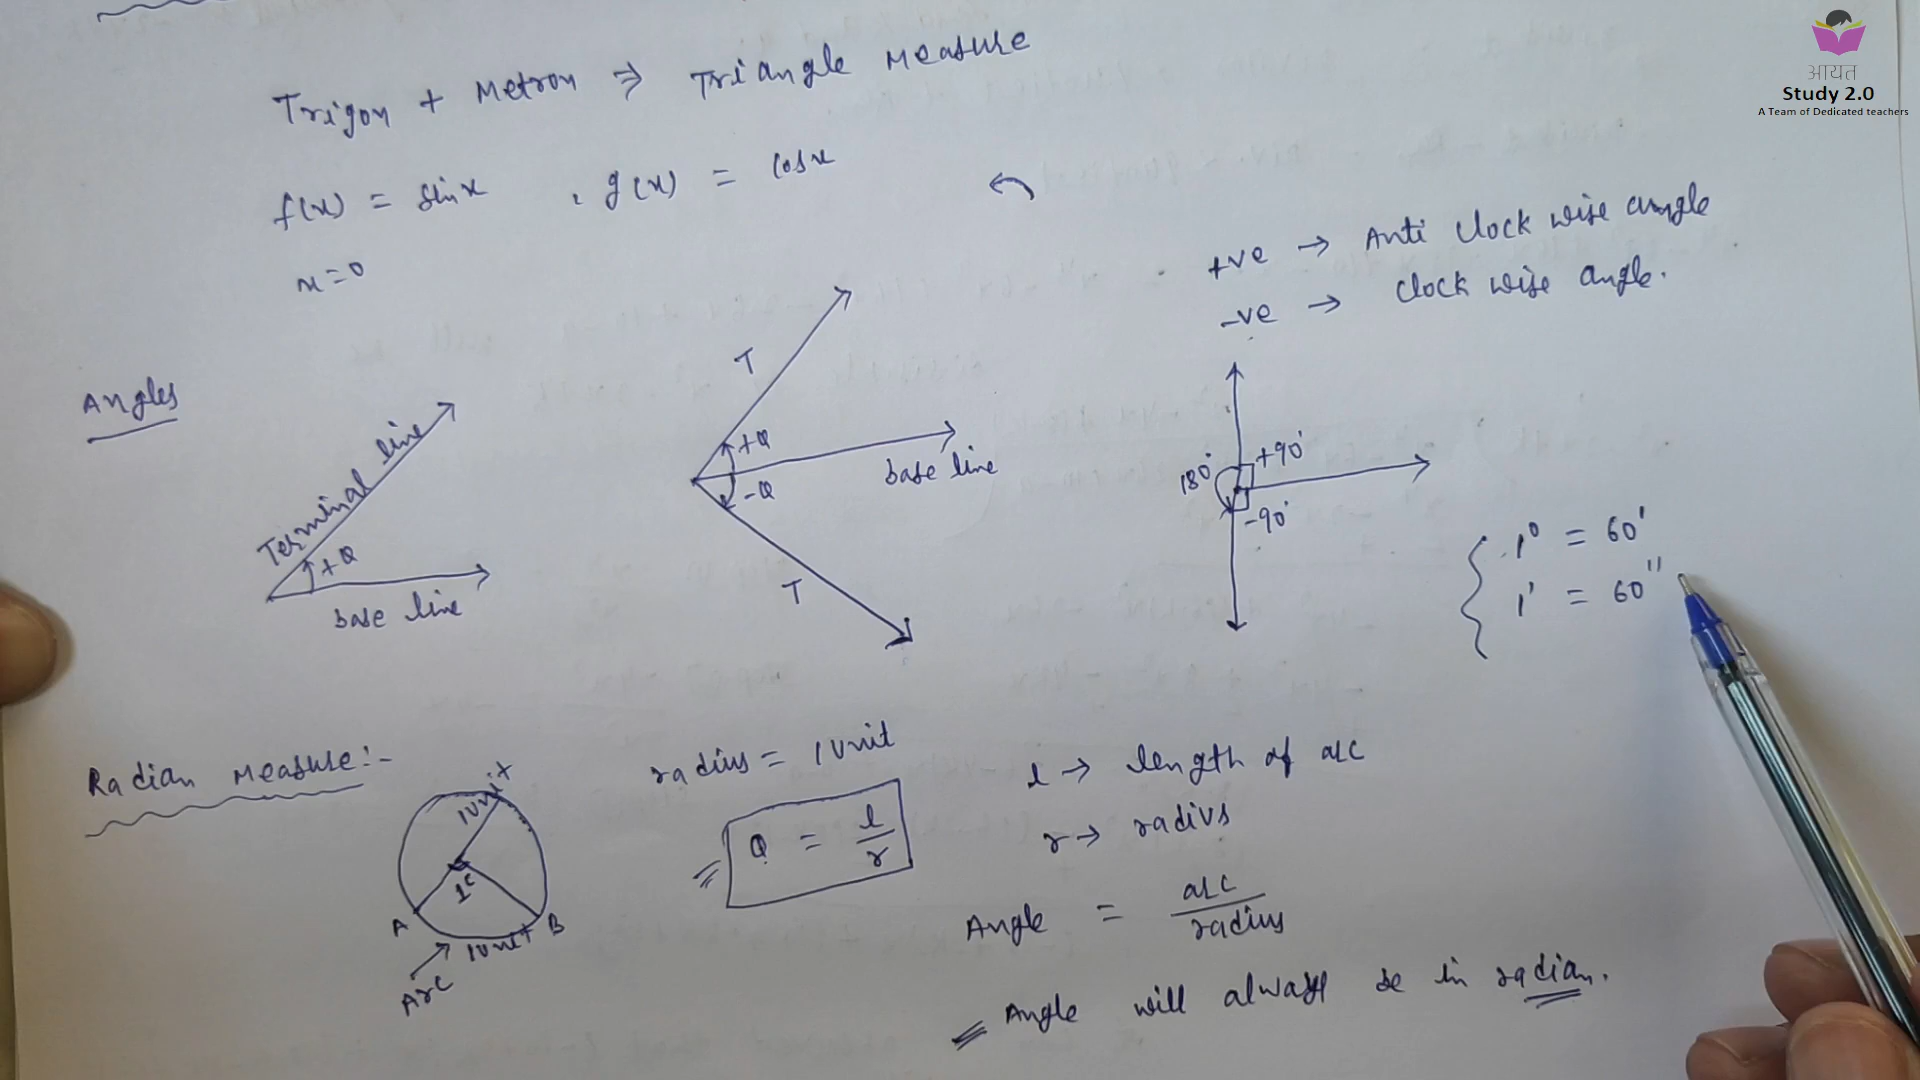 Trigon + Metron ⇒ Triangle Measure
f(x) = sinx , g(x) = cosx
x=0
+ve → Anti clock wise angle
-ve → clock wise angle.
Angles
Terminal line
+θ
base line
T
+θ
-θ
base line
T
180°
+90°
-90°
1° = 60'
1' = 60''
Radian Measure:-
1 unit
1ᶜ
A
B
1 unit
Arc
radius = 1 unit
θ = l/r
l → length of arc
r → radius
Angle = arc/radius
Angle will always be in radian.
आयत
Study 2.0
A Team of Dedicated teachers